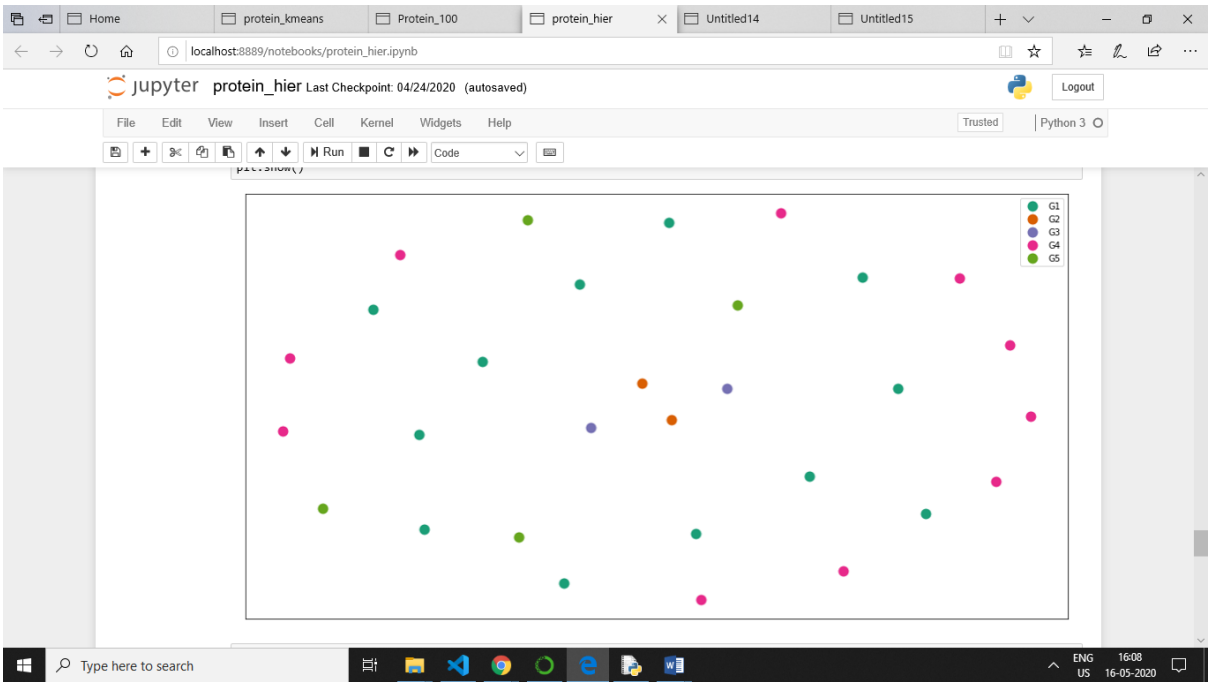 Home protein_kmeans Protein_100 protein_hier Untitled14 Untitled15
localhost:8889/notebooks/protein_hier.ipynb
jupyter protein_hier Last Checkpoint: 04/24/2020 (autosaved) Logout
File Edit View Insert Cell Kernel Widgets Help Trusted Python 3
Run Code
plt.show()
G1
G2
G3
G4
G5
Type here to search
ENG 16:08
US 16-05-2020